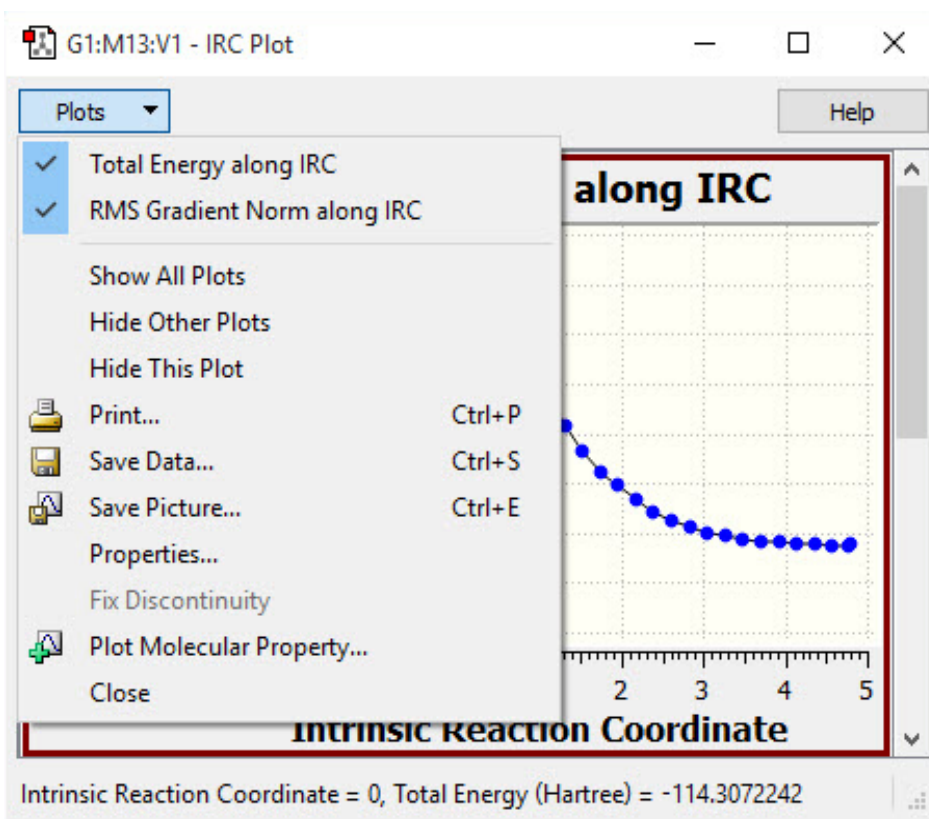 G1:M13:V1 - IRC Plot
Plots Help
Total Energy along IRC
RMS Gradient Norm along IRC
along IRC
Show All Plots
Hide Other Plots
Hide This Plot
Print... Ctrl+P
Save Data... Ctrl+S
Save Picture... Ctrl+E
Properties...
Fix Discontinuity
Plot Molecular Property...
Close
2 3 4 5
Intrinsic Reaction Coordinate
Intrinsic Reaction Coordinate = 0, Total Energy (Hartree) = -114.3072242